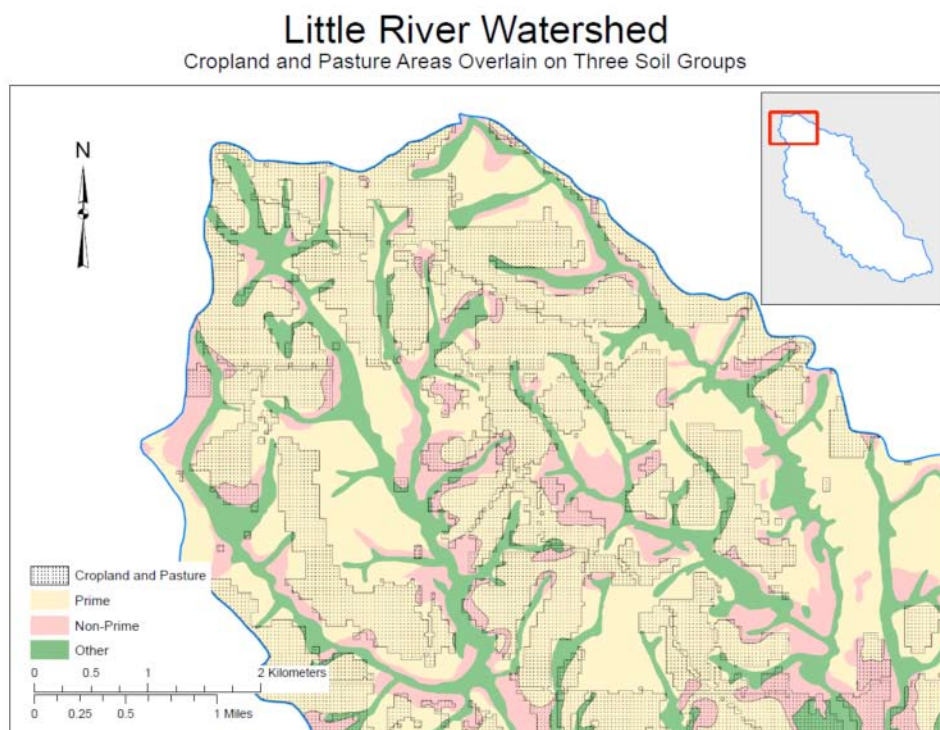 Little River Watershed
Cropland and Pasture Areas Overlain on Three Soil Groups
N
Cropland and Pasture
Prime
Non-Prime
Other
0 0.5 1 2 Kilometers
0 0.25 0.5 1 Miles